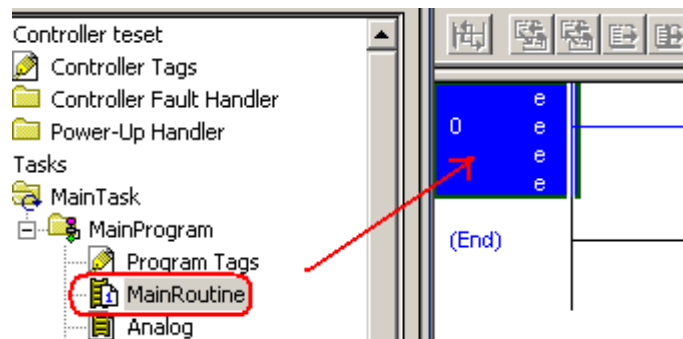 Controller teset
Controller Tags
Controller Fault Handler
Power-Up Handler
Tasks
MainTask
MainProgram
Program Tags
MainRoutine
Analog
e
0 e
e
e
(End)